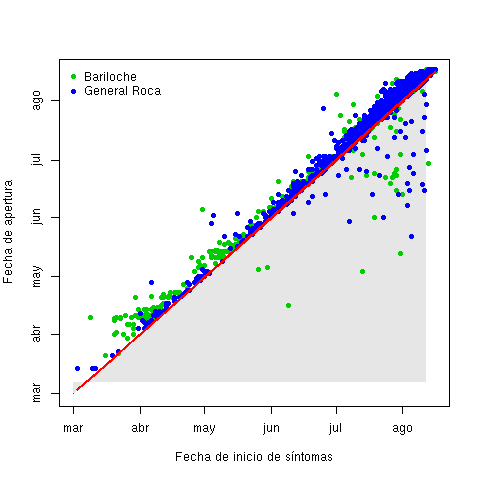 Bariloche
General Roca
Fecha de apertura
ago
jul
jun
may
abr
mar
mar abr may jun jul ago
Fecha de inicio de síntomas